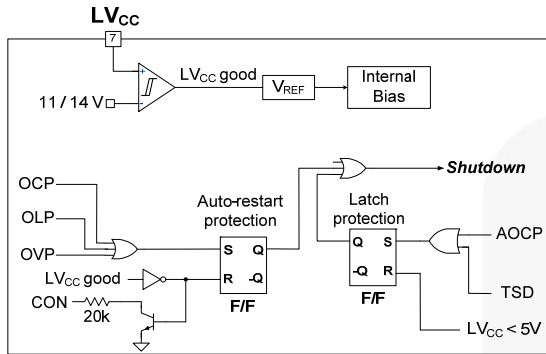 LVCC
7
LVCC good
+
-
11 / 14 V
VREF
Internal
Bias
Shutdown
OCP
OLP
OVP
Auto-restart
protection
S Q
R -Q
F/F
Latch
protection
Q S
-Q R
F/F
AOCP
TSD
LVCC < 5V
LVCC good
CON
20k